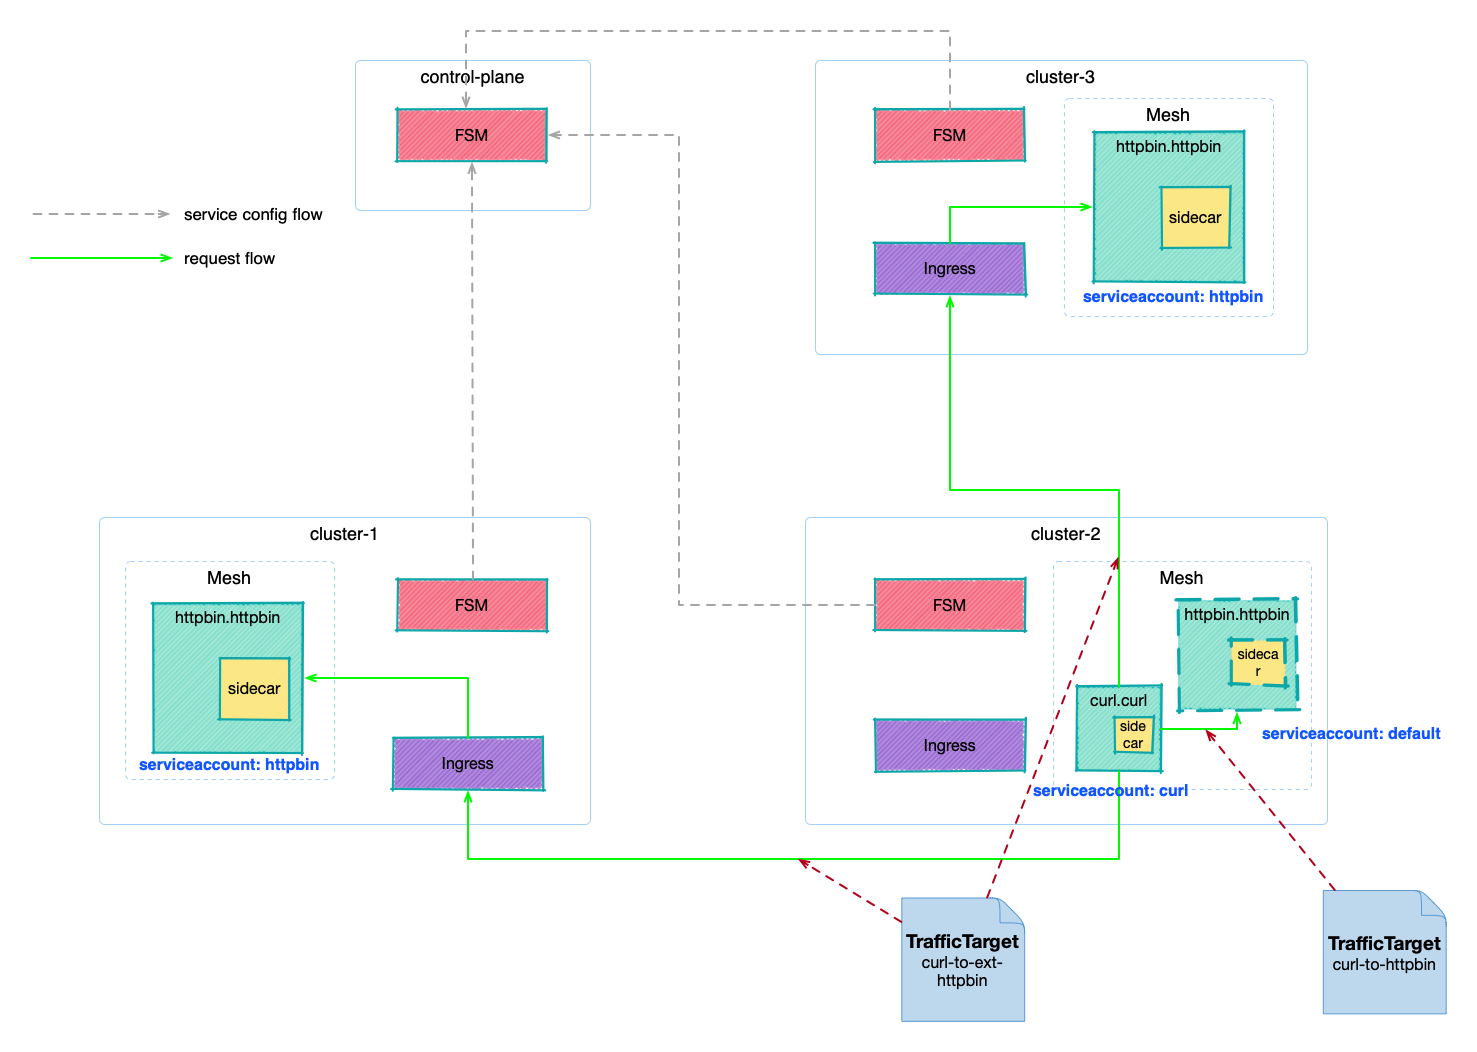 control-plane
FSM
service config flow
request flow
cluster-3
FSM
Mesh
httpbin.httpbin
sidecar
Ingress
serviceaccount: httpbin
cluster-1
Mesh
httpbin.httpbin
sidecar
serviceaccount: httpbin
FSM
Ingress
cluster-2
FSM
Ingress
Mesh
httpbin.httpbin
sideca
r
curl.curl
side
car
serviceaccount: default
serviceaccount: curl
TrafficTarget
curl-to-ext-
httpbin
TrafficTarget
curl-to-httpbin